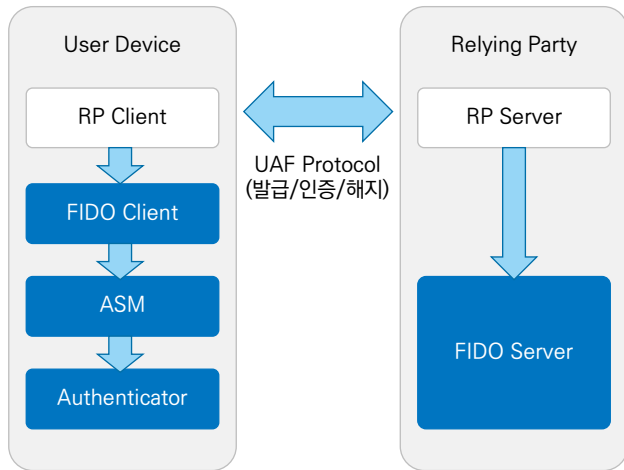 User Device
RP Client
FIDO Client
ASM
Authenticator
UAF Protocol
(발급/인증/해지)
Relying Party
RP Server
FIDO Server